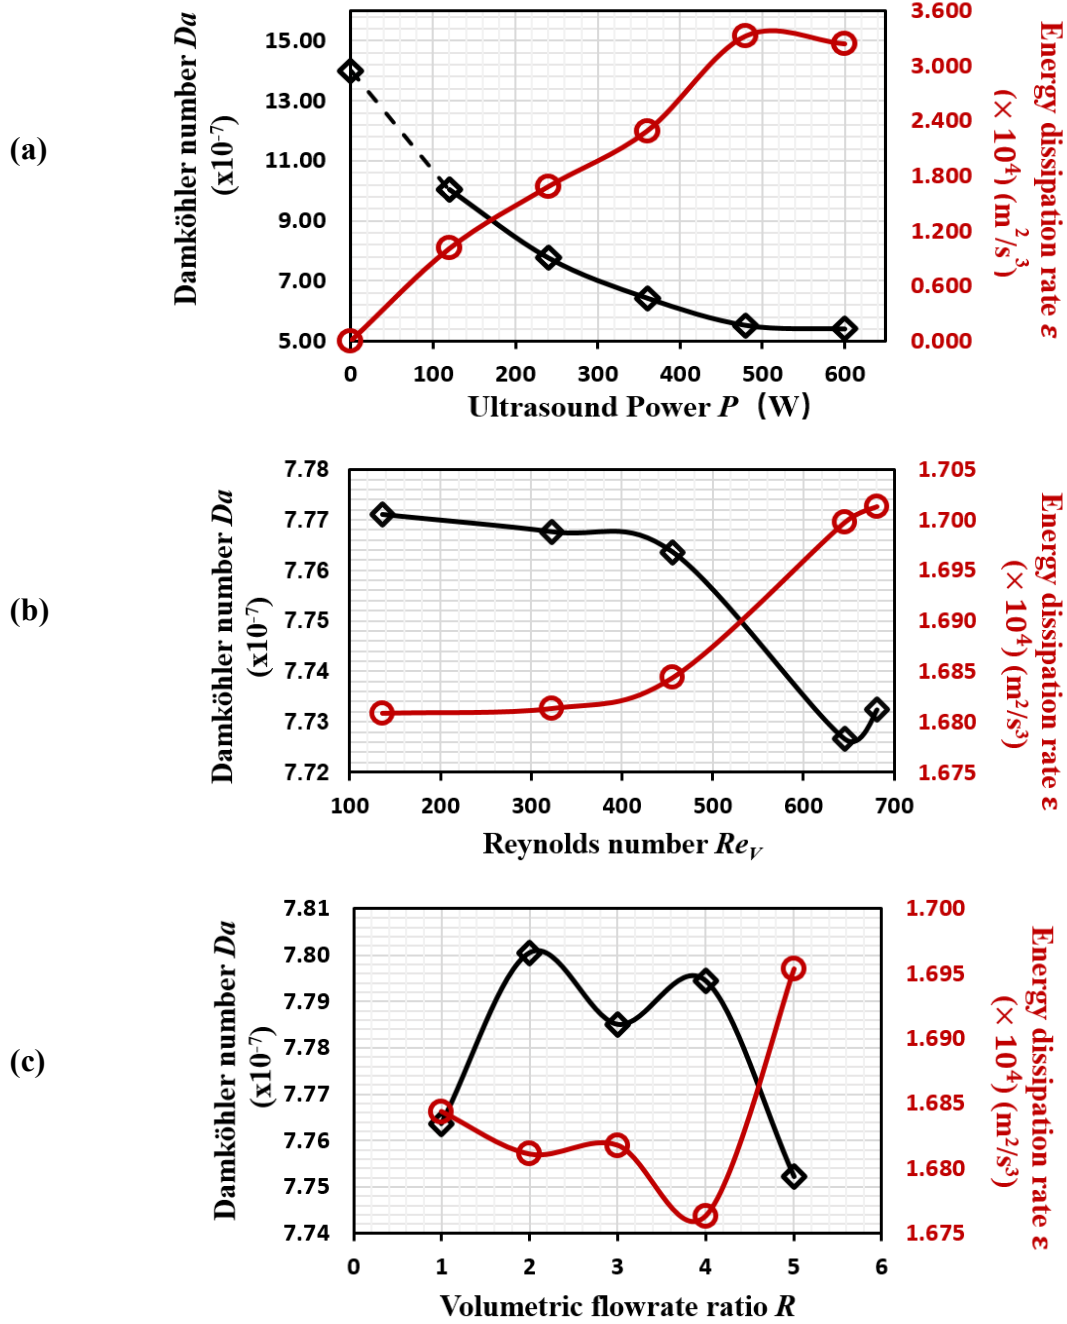 (a)
Damköhler number Da
(x10⁻⁷)
15.00
13.00
11.00
9.00
7.00
5.00
3.600
3.000
2.400
1.800
1.200
0.600
0.000
Energy dissipation rate ε
(× 10⁴) (m²/s³)
0 100 200 300 400 500 600
Ultrasound Power P (W)
(b)
Damköhler number Da
(x10⁻⁷)
7.78
7.77
7.76
7.75
7.74
7.73
7.72
1.705
1.700
1.695
1.690
1.685
1.680
1.675
Energy dissipation rate ε
(× 10⁴) (m²/s³)
100 200 300 400 500 600 700
Reynolds number Re_V
(c)
Damköhler number Da
(x10⁻⁷)
7.81
7.80
7.79
7.78
7.77
7.76
7.75
7.74
1.700
1.695
1.690
1.685
1.680
1.675
Energy dissipation rate ε
(× 10⁴) (m²/s³)
0 1 2 3 4 5 6
Volumetric flowrate ratio R